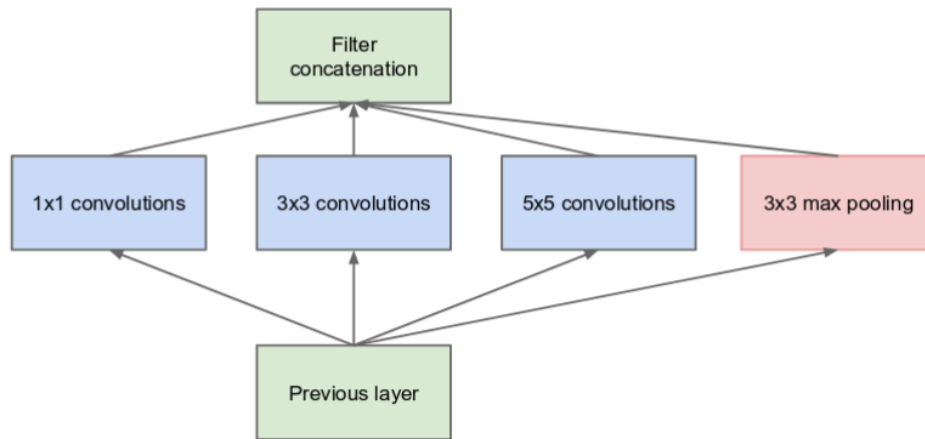 Filter
concatenation
1x1 convolutions
3x3 convolutions
5x5 convolutions
3x3 max pooling
Previous layer